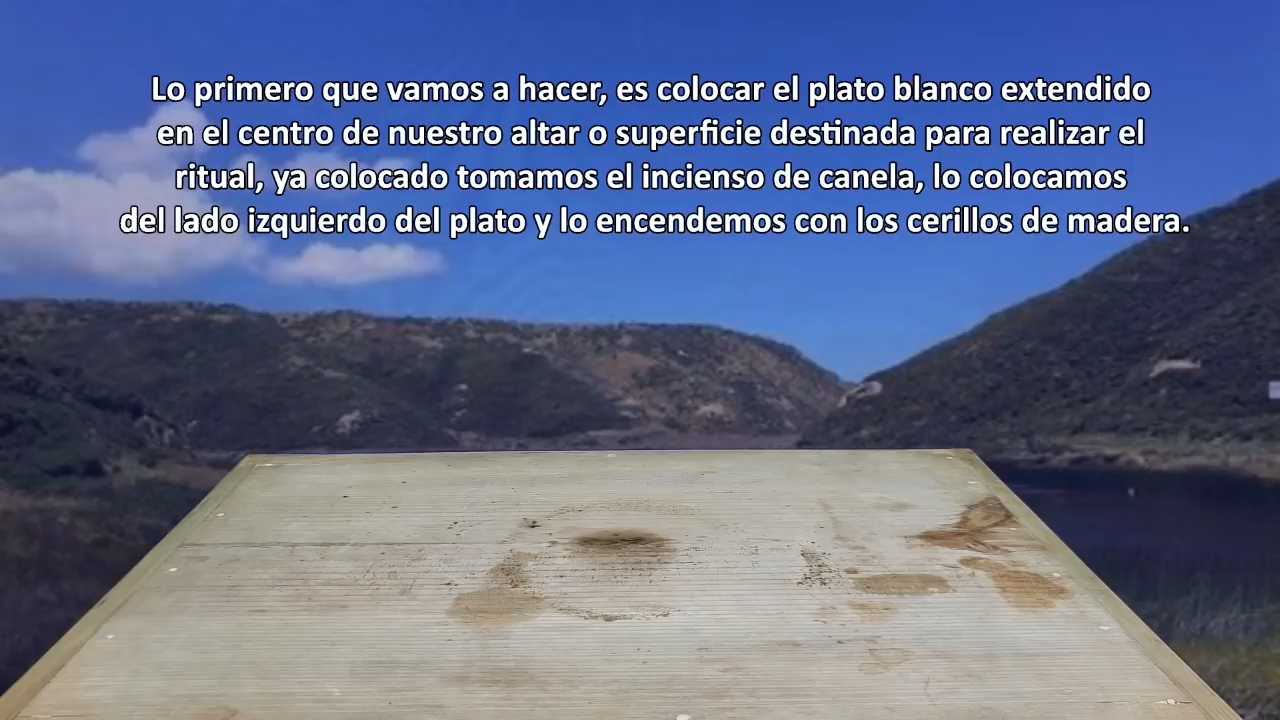 Lo primero que vamos a hacer, es colocar el plato blanco extendido
en el centro de nuestro altar o superficie destinada para realizar el
ritual, ya colocado tomamos el incienso de canela, lo colocamos
del lado izquierdo del plato y lo encendemos con los cerillos de madera.